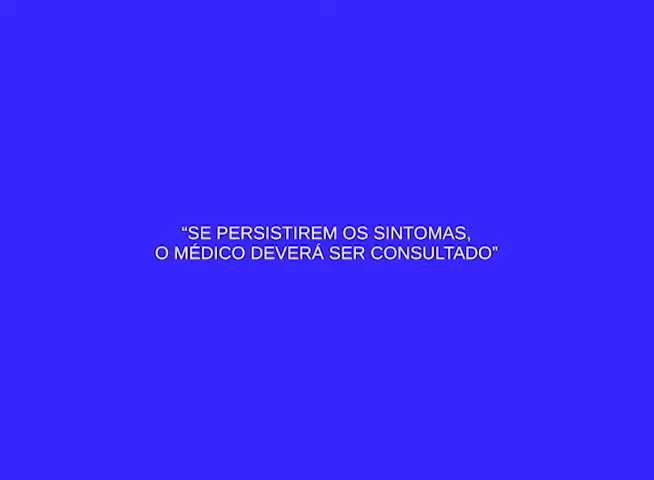 “SE PERSISTIREM OS SINTOMAS,
O MÉDICO DEVERÁ SER CONSULTADO”